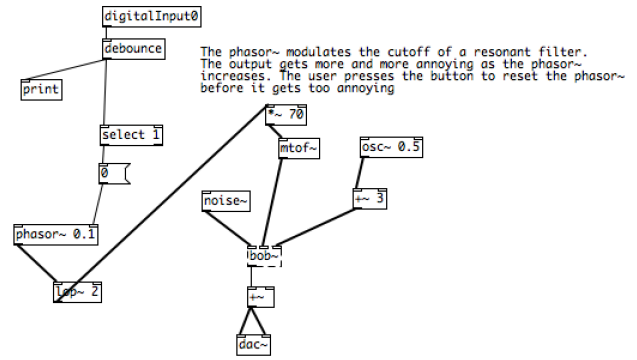 digitalInput0
debounce
The phasor~ modulates the cutoff of a resonant filter.
The output gets more and more annoying as the phasor~
increases. The user presses the button to reset the phasor~
before it gets too annoying
print
*~ 70
select 1
mtof~
osc~ 0.5
0
noise~
+~ 3
phasor~ 0.1
bob~
lop~ 2
+~
dac~